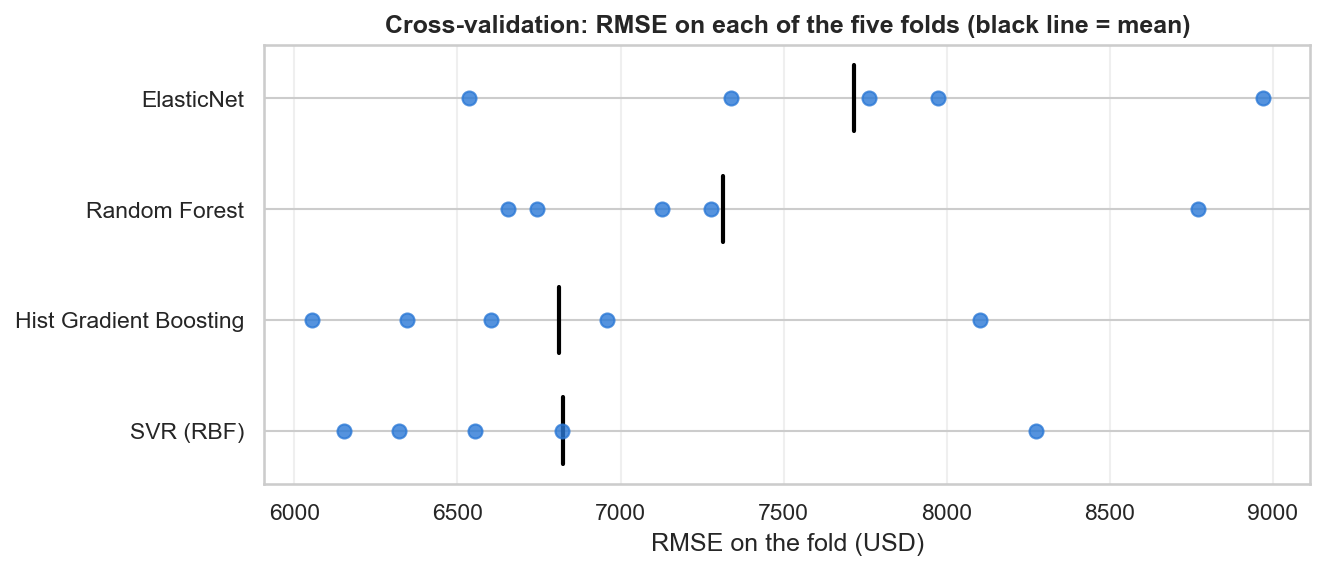 Cross-validation: RMSE on each of the five folds (black line = mean)
ElasticNet
Random Forest
Hist Gradient Boosting
SVR (RBF)
6000 6500 7000 7500 8000 8500 9000
RMSE on the fold (USD)